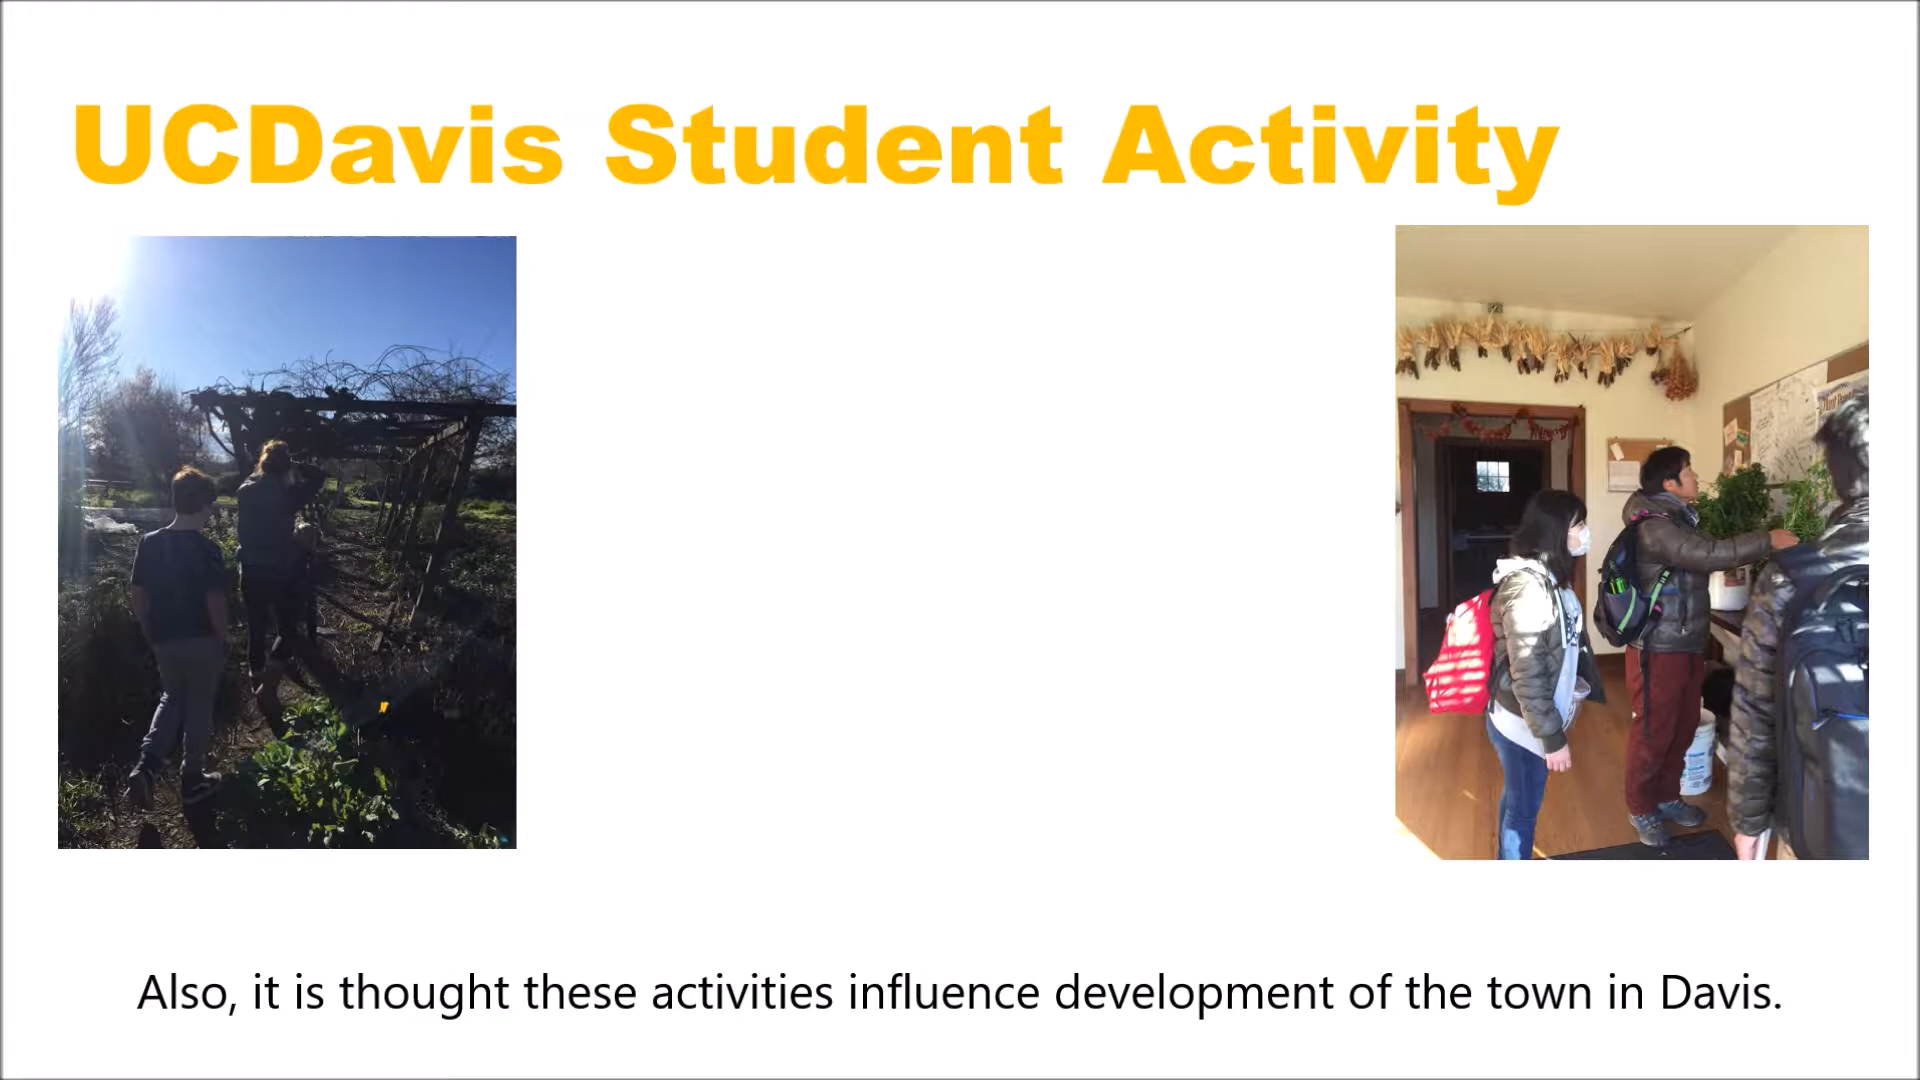 UCDavis Student Activity
Also, it is thought these activities influence development of the town in Davis.